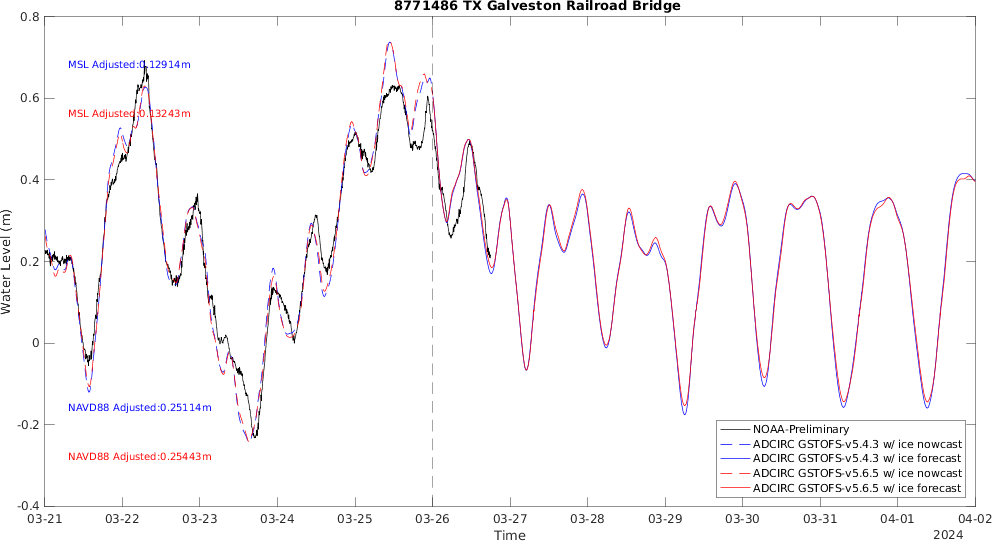 8771486 TX Galveston Railroad Bridge
0.8
0.6
0.4
0.2
0
-0.2
-0.4
Water Level (m)
MSL Adjusted:0.12914m
MSL Adjusted:0.13243m
NAVD88 Adjusted:0.25114m
NAVD88 Adjusted:0.25443m
NOAA-Preliminary
ADCIRC GSTOFS-v5.4.3 w/ ice nowcast
ADCIRC GSTOFS-v5.4.3 w/ ice forecast
ADCIRC GSTOFS-v5.6.5 w/ ice nowcast
ADCIRC GSTOFS-v5.6.5 w/ ice forecast
03-21 03-22 03-23 03-24 03-25 03-26 03-27 03-28 03-29 03-30 03-31 04-01 04-02
Time
2024